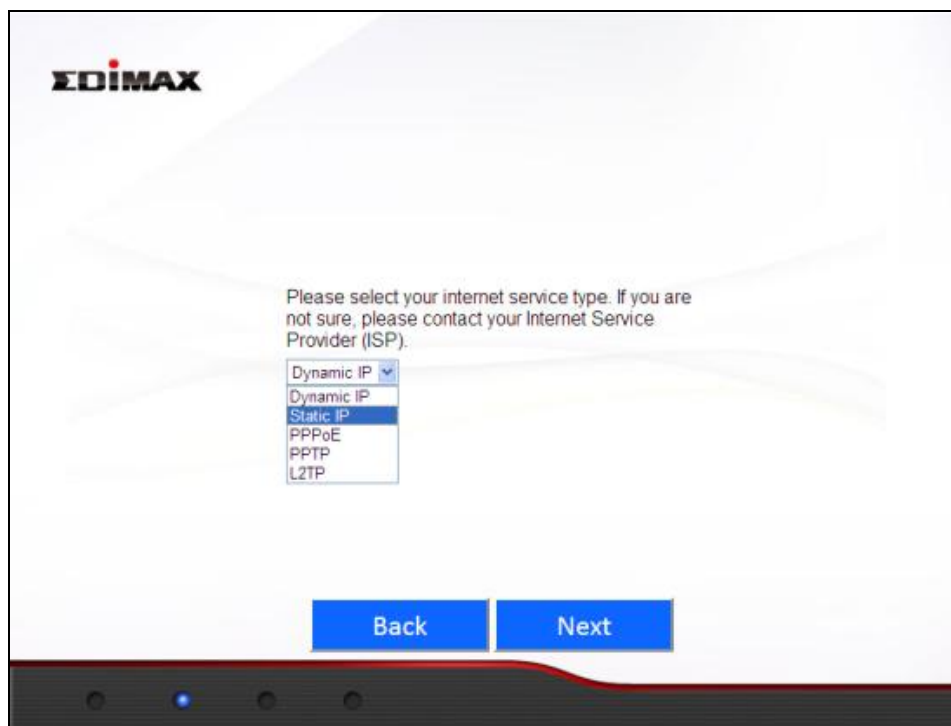 EDIMAX
Please select your internet service type. If you are
not sure, please contact your Internet Service
Provider (ISP).
Dynamic IP
Dynamic IP
Static IP
PPPoE
PPTP
L2TP
Back
Next